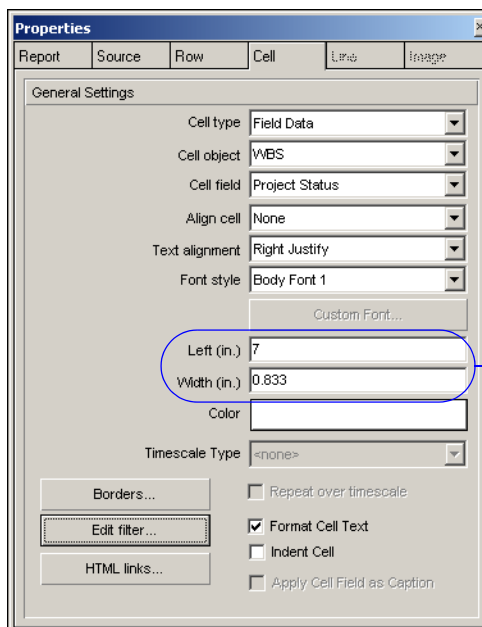 Properties
Report Source Row Cell Line Image
General Settings
Cell type Field Data
Cell object WBS
Cell field Project Status
Align cell None
Text alignment Right Justify
Font style Body Font 1
Custom Font...
Left (in.) 7
Width (in.) 0.833
Color
Timescale Type <none>
Borders... Repeat over timescale
Edit filter... Format Cell Text
Indent Cell
HTML links...
Apply Cell Field as Caption